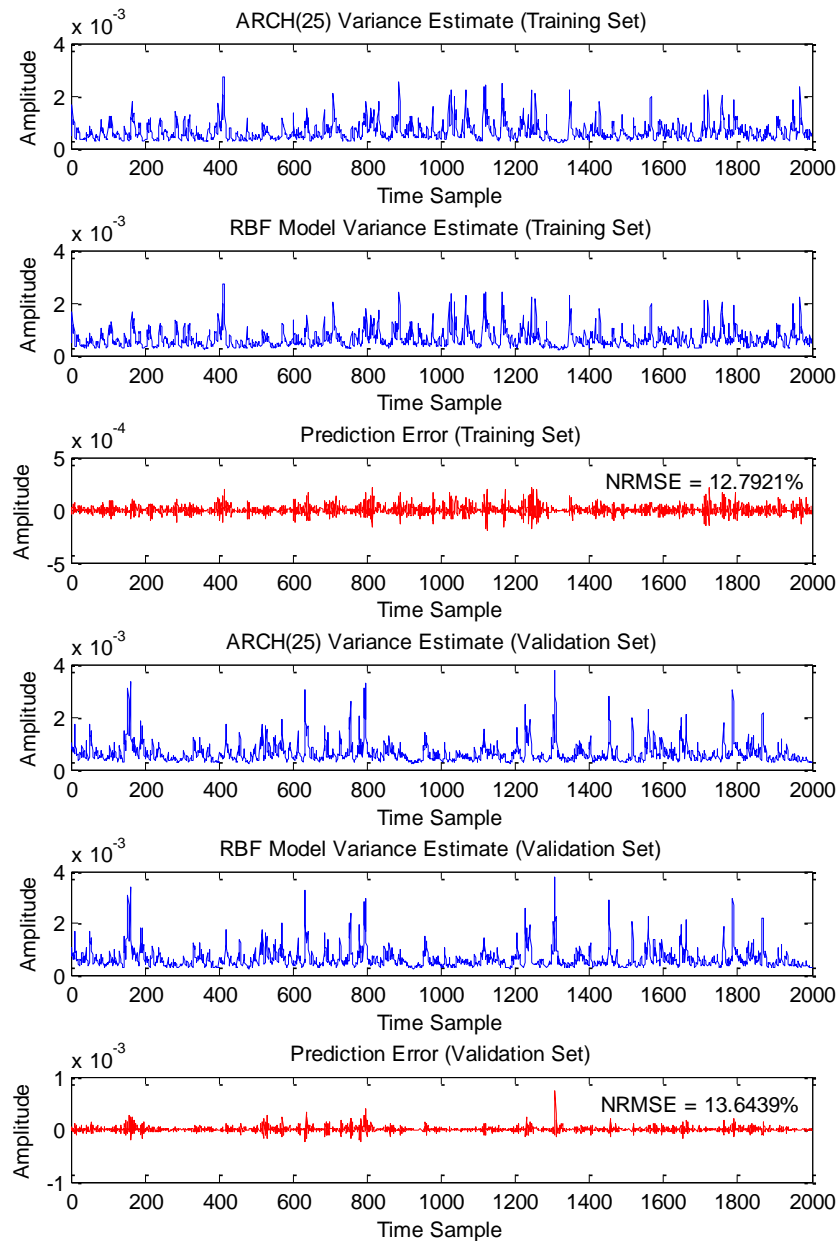 ARCH(25) Variance Estimate (Training Set)
x 10^-3
4
2
0
Amplitude
0 200 400 600 800 1000 1200 1400 1600 1800 2000
Time Sample
RBF Model Variance Estimate (Training Set)
x 10^-3
4
2
0
Amplitude
0 200 400 600 800 1000 1200 1400 1600 1800 2000
Time Sample
Prediction Error (Training Set)
x 10^-4
5
0
-5
Amplitude
NRMSE = 12.7921%
0 200 400 600 800 1000 1200 1400 1600 1800 2000
Time Sample
ARCH(25) Variance Estimate (Validation Set)
x 10^-3
4
2
0
Amplitude
0 200 400 600 800 1000 1200 1400 1600 1800 2000
Time Sample
RBF Model Variance Estimate (Validation Set)
x 10^-3
4
2
0
Amplitude
0 200 400 600 800 1000 1200 1400 1600 1800 2000
Time Sample
Prediction Error (Validation Set)
x 10^-3
1
0
-1
Amplitude
NRMSE = 13.6439%
0 200 400 600 800 1000 1200 1400 1600 1800 2000
Time Sample